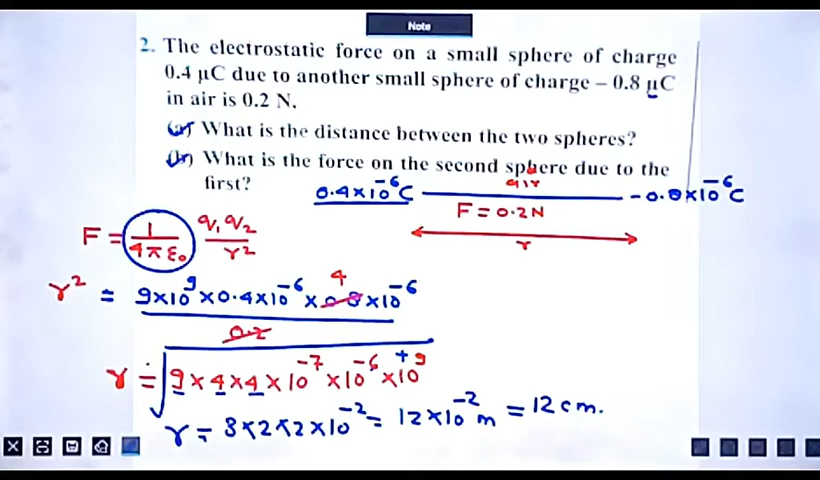 Note
2. The electrostatic force on a small sphere of charge
0.4 μC due to another small sphere of charge – 0.8 μC
in air is 0.2 N.
(a) What is the distance between the two spheres?
(b) What is the force on the second sphere due to the
first?
0.4×10⁻⁶C air -0.8×10⁻⁶C
F = 0.2N
r
F = 1/4πε₀ q₁q₂/r²
r² = 9×10⁹×0.4×10⁻⁶×0.8×10⁻⁶ 4
0.2
r = √9×4×4×10⁻⁷×10⁻⁶×10⁺⁹
r = 3×2×2×10⁻² = 12×10⁻² m = 12cm.